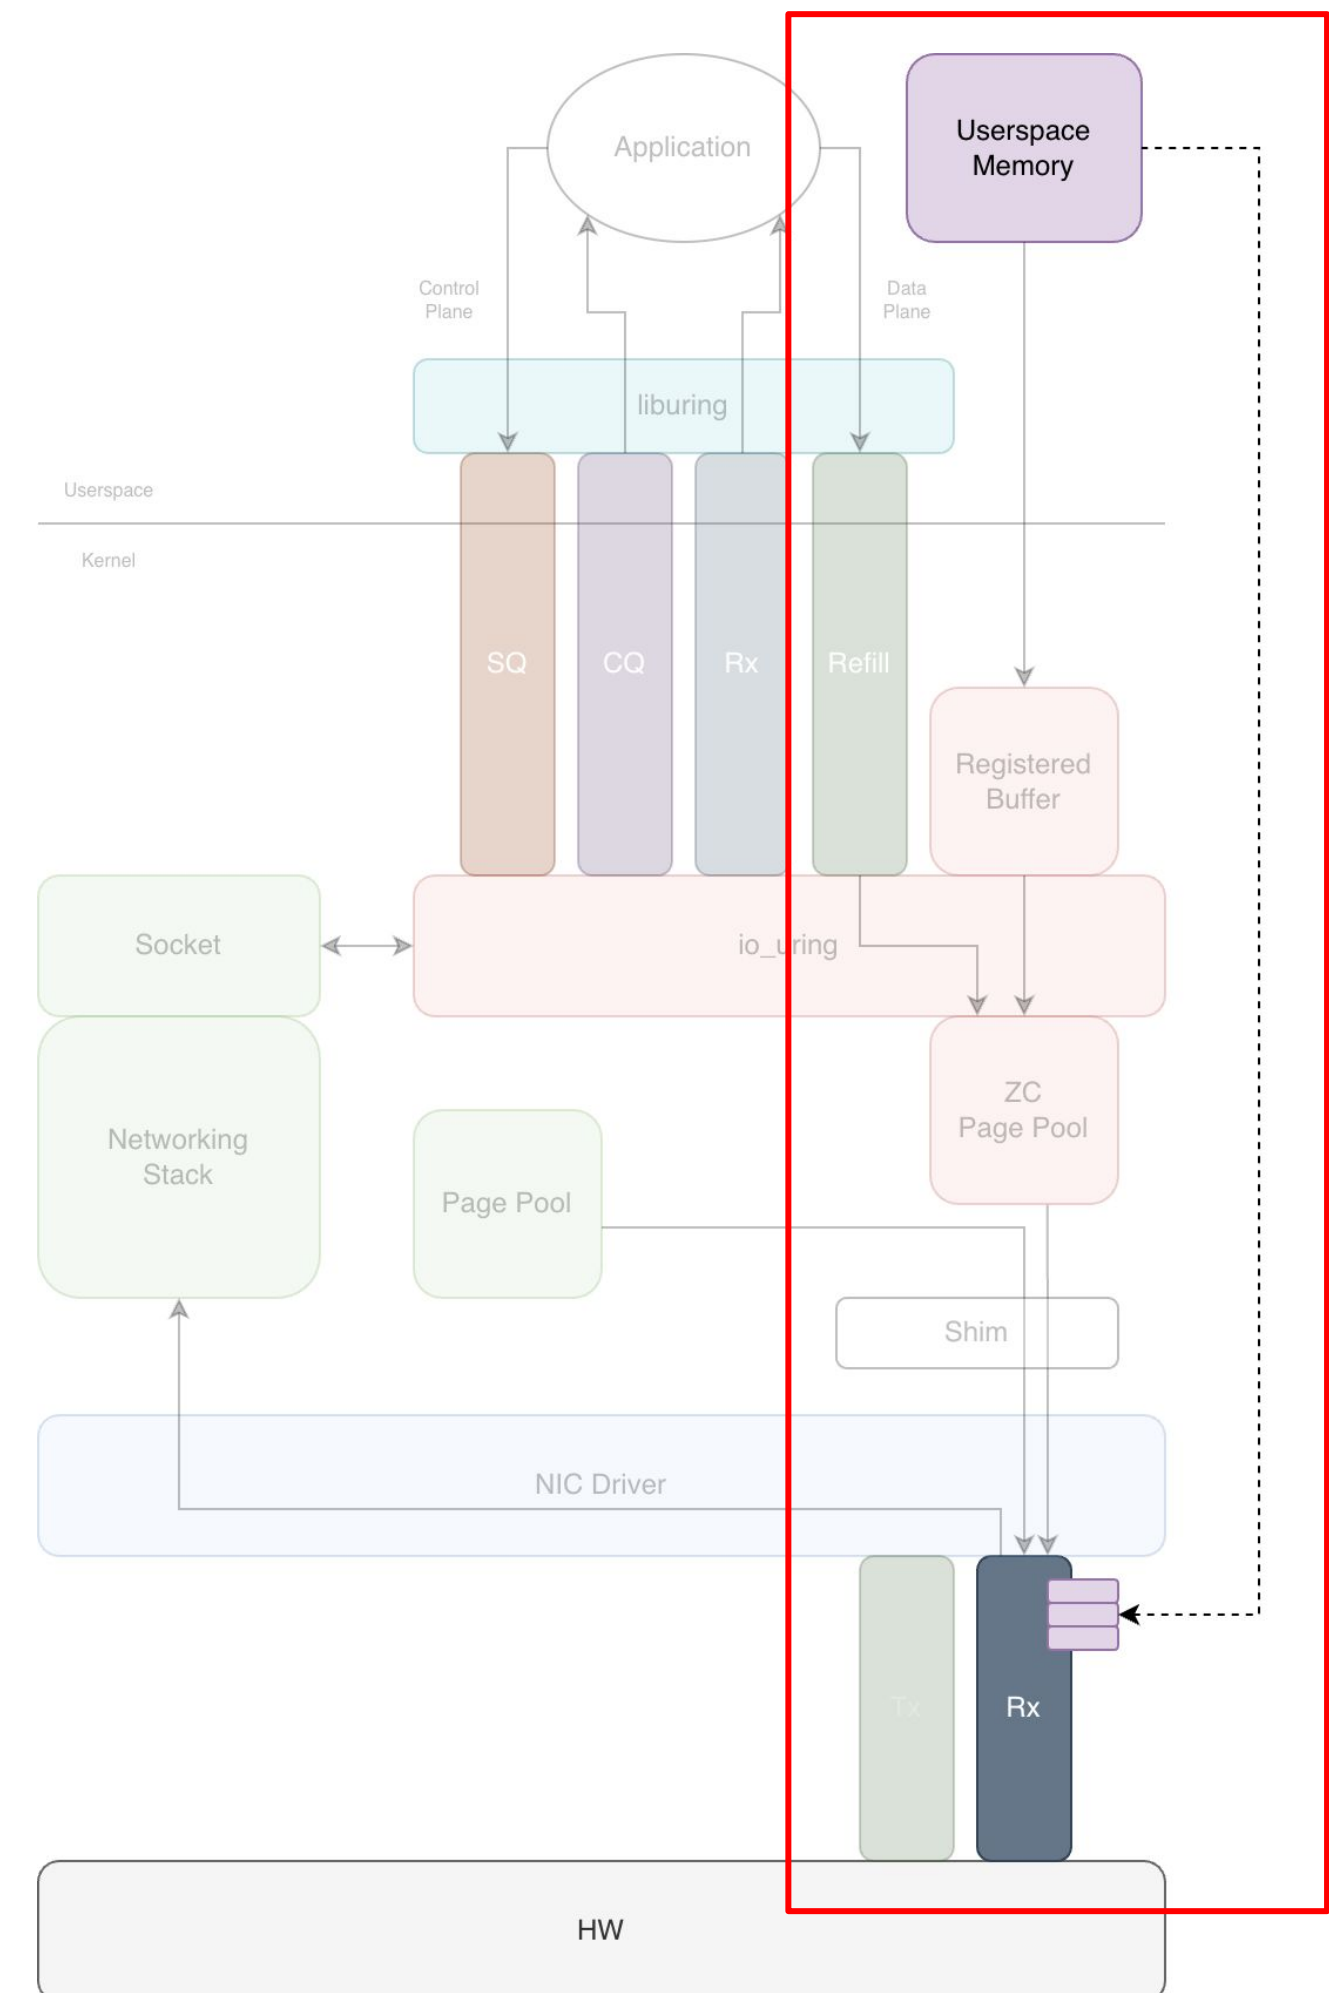 Userspace
Memory
Application
Control
Plane
Data
Plane
liburing
Userspace
Kernel
SQ
CQ
Rx
Refill
Registered
Buffer
Socket
io_uring
ZC
Page Pool
Networking
Stack
Page Pool
Shim
NIC Driver
Tx
Rx
HW